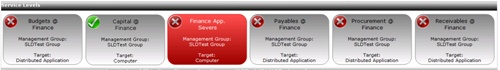 Service Levels
Budgets @
Finance
Management Group:
SLDTest Group
Target:
Distributed Application
Capital @
Finance
Management Group:
SLDTest Group
Target:
Computer
Finance App.
Severe
Management Group:
SLDTest Group
Target:
Computer
Payables @
Finance
Management Group:
SLDTest Group
Target:
Distributed Application
Procurement @
Finance
Management Group:
SLDTest Group
Target:
Distributed Application
Receivables @
Finance
Management Group:
SLDTest Group
Target:
Distributed Application